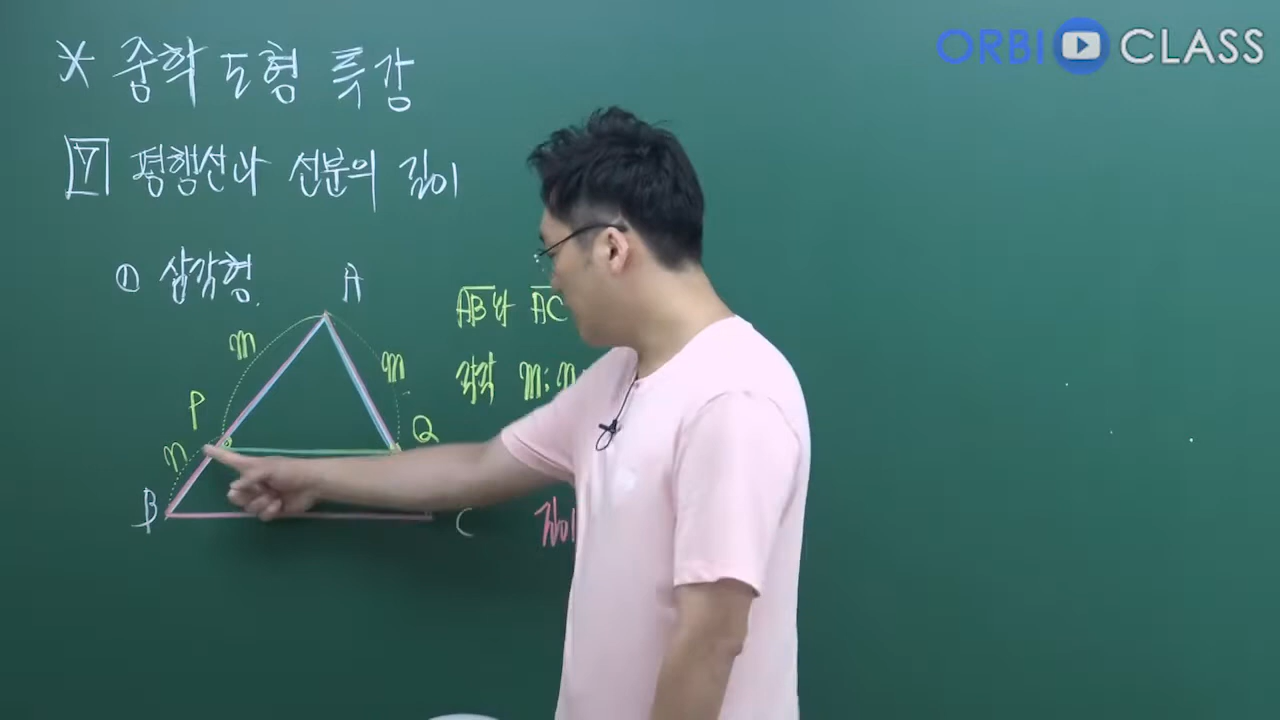 ORBI CLASS
* 중학 도형 특강
7 평행선과 선분의 길이
① 삼각형.
A
AB와 AC
m
m
각각 m:n
P
Q
n
B
C
길이